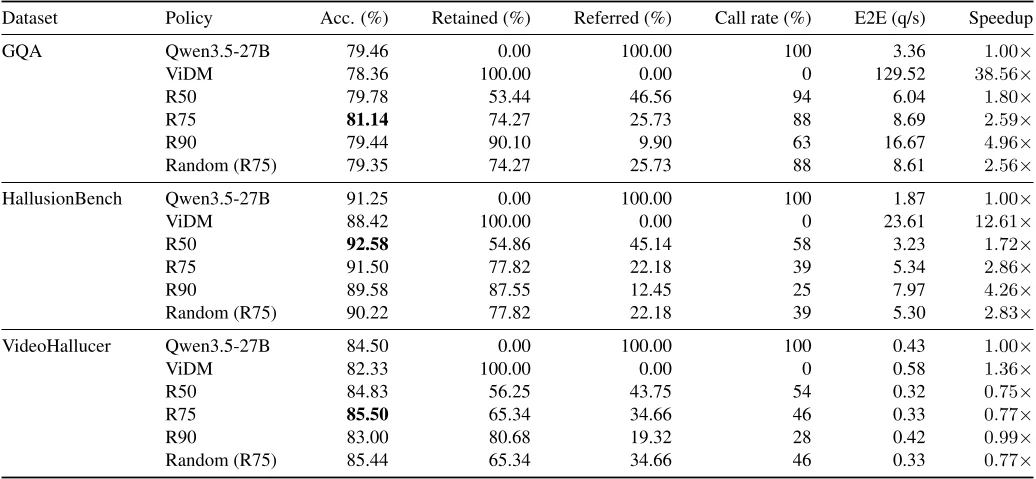 Dataset Policy Acc. (%) Retained (%) Referred (%) Call rate (%) E2E (q/s) Speedup
GQA Qwen3.5-27B 79.46 0.00 100.00 100 3.36 1.00×
ViDM 78.36 100.00 0.00 0 129.52 38.56×
R50 79.78 53.44 46.56 94 6.04 1.80×
R75 81.14 74.27 25.73 88 8.69 2.59×
R90 79.44 90.10 9.90 63 16.67 4.96×
Random (R75) 79.35 74.27 25.73 88 8.61 2.56×
HallusionBench Qwen3.5-27B 91.25 0.00 100.00 100 1.87 1.00×
ViDM 88.42 100.00 0.00 0 23.61 12.61×
R50 92.58 54.86 45.14 58 3.23 1.72×
R75 91.50 77.82 22.18 39 5.34 2.86×
R90 89.58 87.55 12.45 25 7.97 4.26×
Random (R75) 90.22 77.82 22.18 39 5.30 2.83×
VideoHallucer Qwen3.5-27B 84.50 0.00 100.00 100 0.43 1.00×
ViDM 82.33 100.00 0.00 0 0.58 1.36×
R50 84.83 56.25 43.75 54 0.32 0.75×
R75 85.50 65.34 34.66 46 0.33 0.77×
R90 83.00 80.68 19.32 28 0.42 0.99×
Random (R75) 85.44 65.34 34.66 46 0.33 0.77×